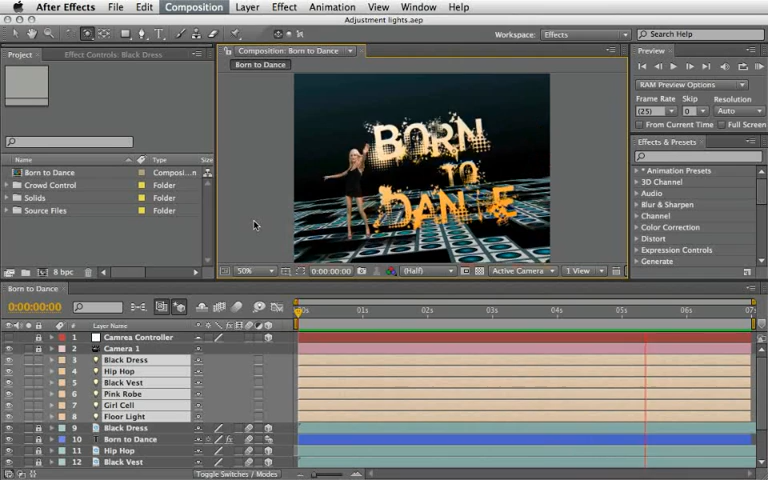 After Effects File Edit Composition Layer Effect Animation View Window Help
Adjustment lights.aep
Workspace: Effects Search Help
Project Effect Controls: Black Dress Composition: Born to Dance Preview
Born to Dance
RAM Preview Options
Frame Rate Skip Resolution
(25) 0 Auto
From Current Time Full Screen
Effects & Presets
BORN
TO
DANCE
Name Type Size
Born to Dance Composi...n
Crowd Control Folder
Solids Folder
Source Files Folder
* Animation Presets
3D Channel
Audio
Blur & Sharpen
Channel
Color Correction
Distort
Expression Controls
Generate
8 bpc 50% 0:00:00:00 (Half) Active Camera 1 View
Born to Dance
0:00:00:00
00s 01s 02s 03s 04s 05s 06s 07s
# Layer Name
1 Camrea Controller
2 Camera 1
3 Black Dress
4 Hip Hop
5 Black Vest
6 Pink Robe
7 Girl Cell
8 Floor Light
9 Black Dress
10 Born to Dance
11 Hip Hop
12 Black Vest
Toggle Switches / Modes